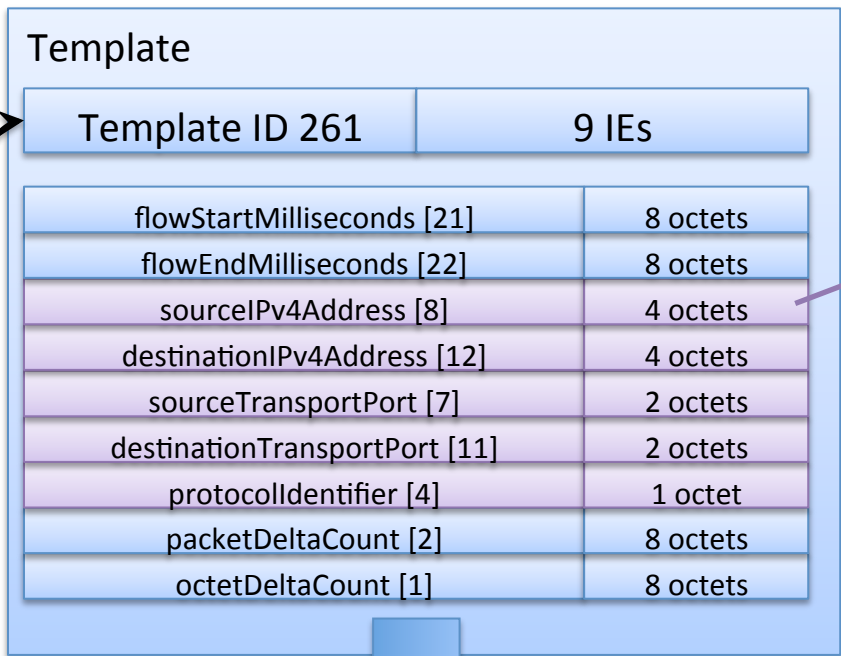 Template
Template ID 261 9 IEs
flowStartMilliseconds [21] 8 octets
flowEndMilliseconds [22] 8 octets
sourceIPv4Address [8] 4 octets
destinationIPv4Address [12] 4 octets
sourceTransportPort [7] 2 octets
destinationTransportPort [11] 2 octets
protocolIdentifier [4] 1 octet
packetDeltaCount [2] 8 octets
octetDeltaCount [1] 8 octets